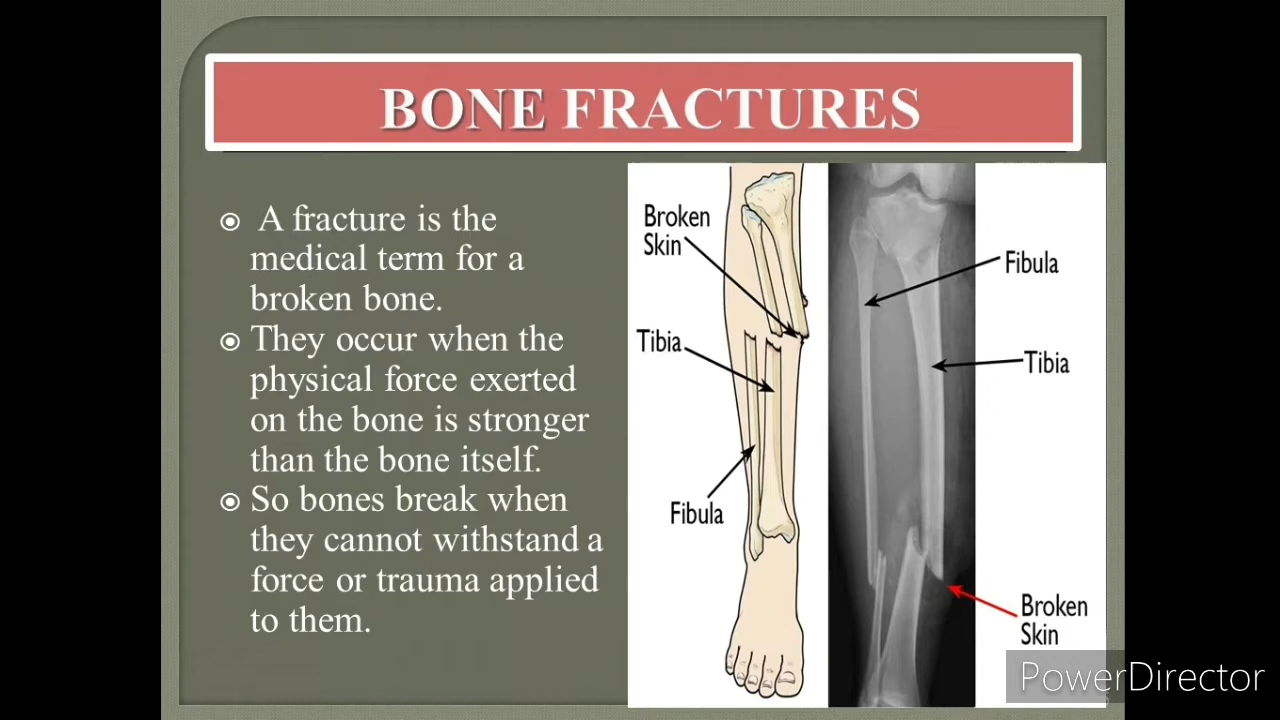 BONE FRACTURES
A fracture is the
medical term for a
broken bone.
They occur when the
physical force exerted
on the bone is stronger
than the bone itself.
So bones break when
they cannot withstand a
force or trauma applied
to them.
Broken
Skin
Tibia
Fibula
Fibula
Tibia
Broken
Skin
PowerDirector